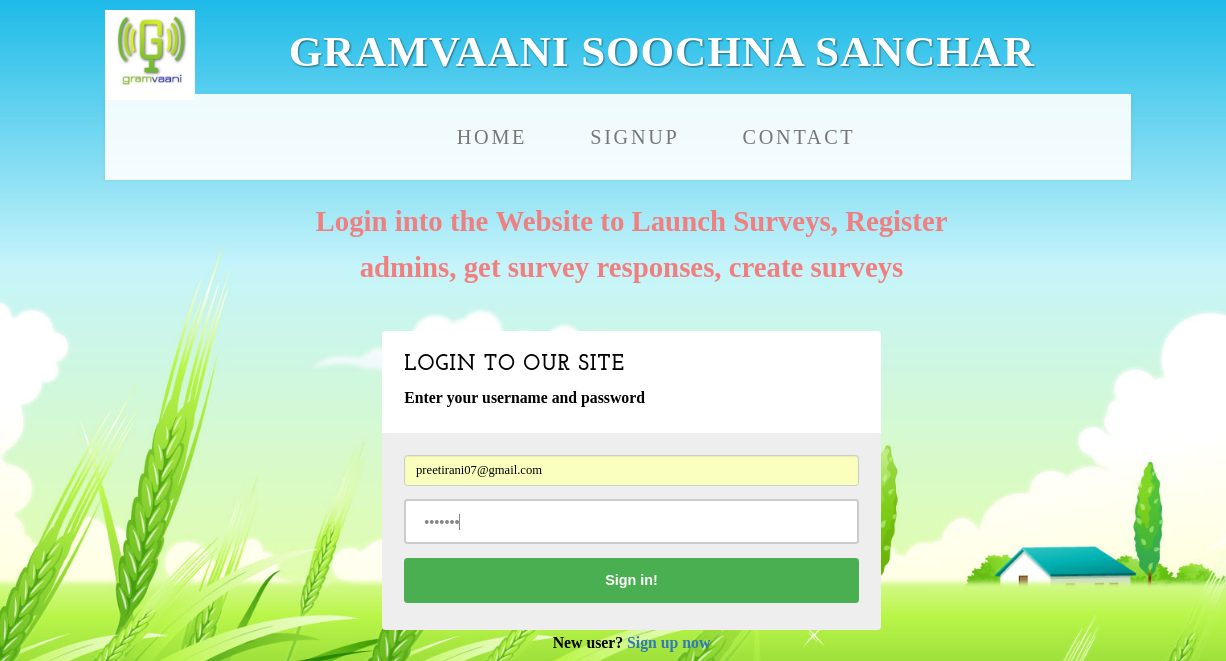 G
gramvaani
GRAMVAANI SOOCHNA SANCHAR
HOME SIGNUP CONTACT
Login into the Website to Launch Surveys, Register
admins, get survey responses, create surveys
LOGIN TO OUR SITE
Enter your username and password
preetirani07@gmail.com
•••••••
Sign in!
New user? Sign up now